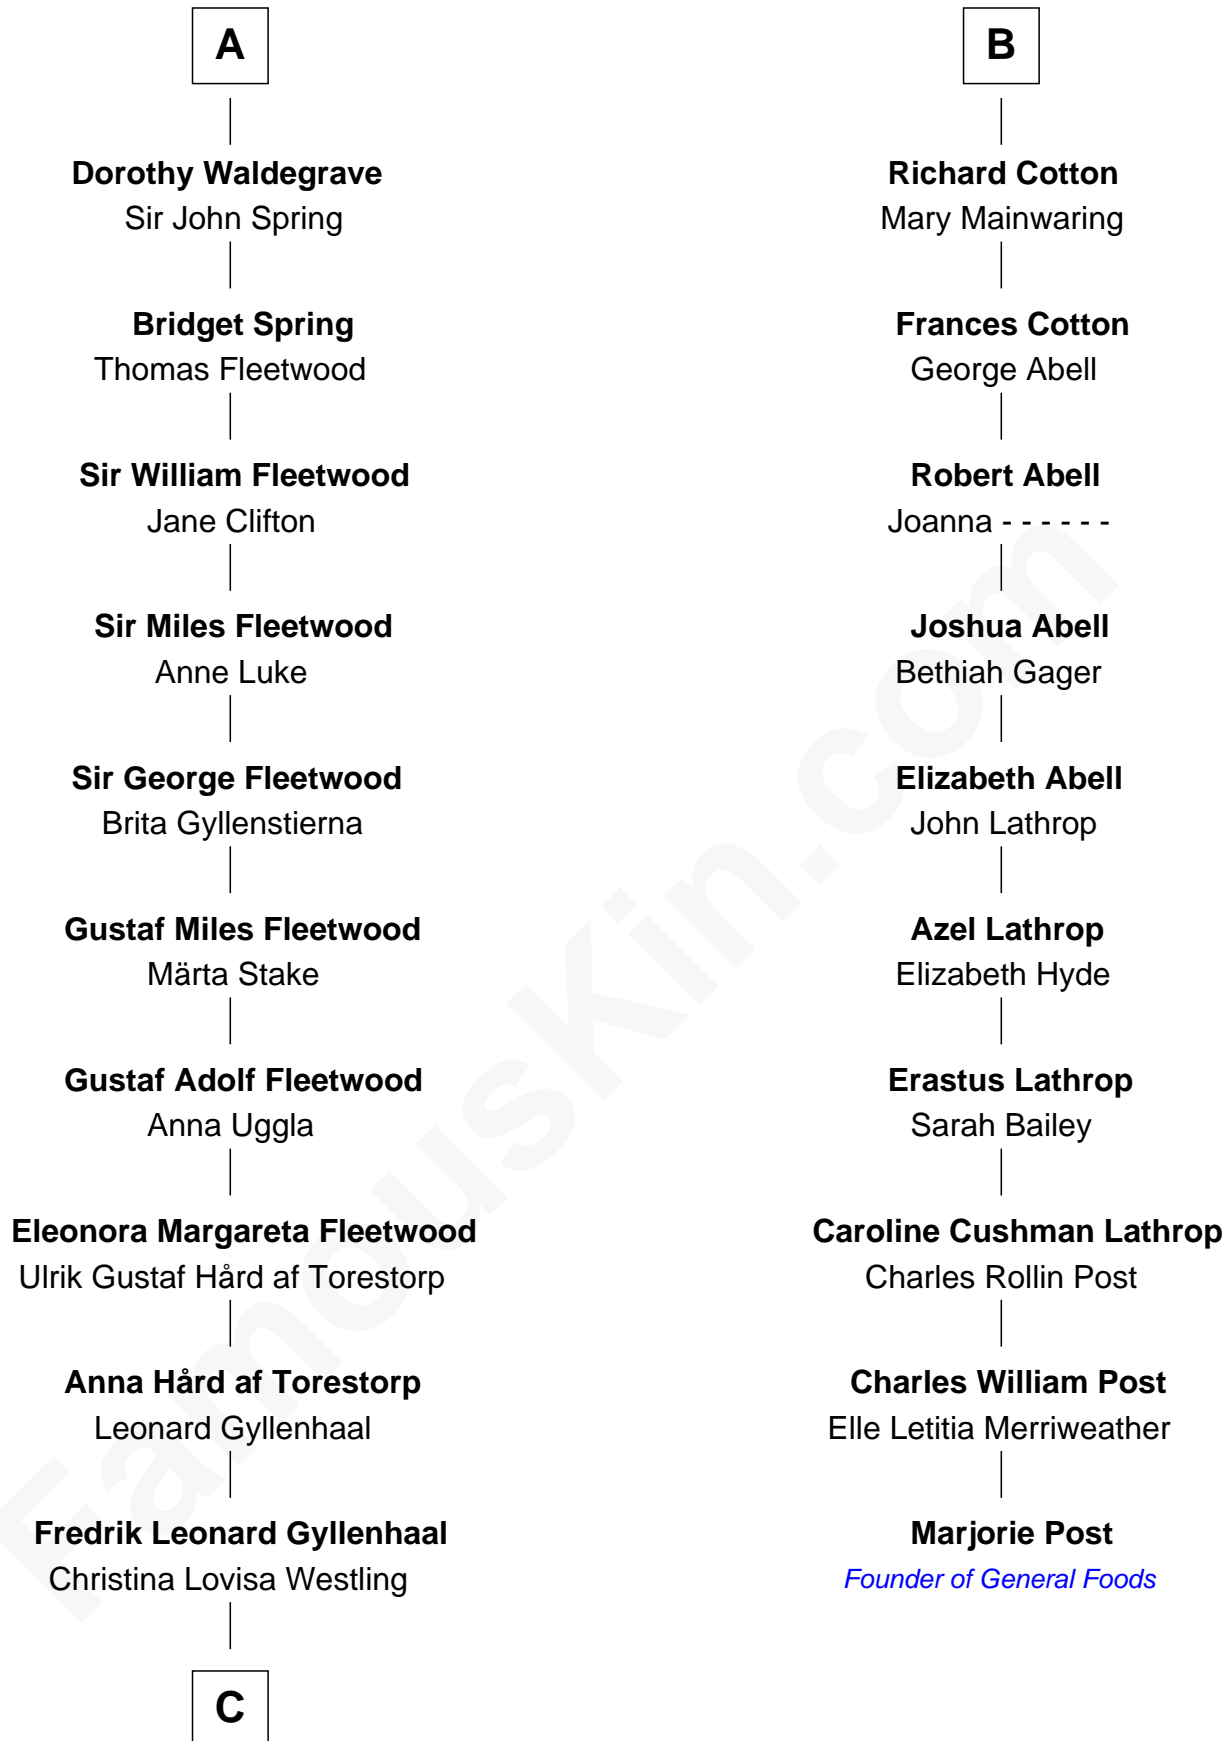 A
Dorothy Waldegrave
Sir John Spring
Bridget Spring
Thomas Fleetwood
Sir William Fleetwood
Jane Clifton
Sir Miles Fleetwood
Anne Luke
Sir George Fleetwood
Brita Gyllenstierna
Gustaf Miles Fleetwood
Märta Stake
Gustaf Adolf Fleetwood
Anna Uggla
Eleonora Margareta Fleetwood
Ulrik Gustaf Hård af Torestorp
Anna Hård af Torestorp
Leonard Gyllenhaal
Fredrik Leonard Gyllenhaal
Christina Lovisa Westling
C
B
Richard Cotton
Mary Mainwaring
Frances Cotton
George Abell
Robert Abell
Joanna - - - - - -
Joshua Abell
Bethiah Gager
Elizabeth Abell
John Lathrop
Azel Lathrop
Elizabeth Hyde
Erastus Lathrop
Sarah Bailey
Caroline Cushman Lathrop
Charles Rollin Post
Charles William Post
Elle Letitia Merriweather
Marjorie Post
Founder of General Foods
FamousKin.com